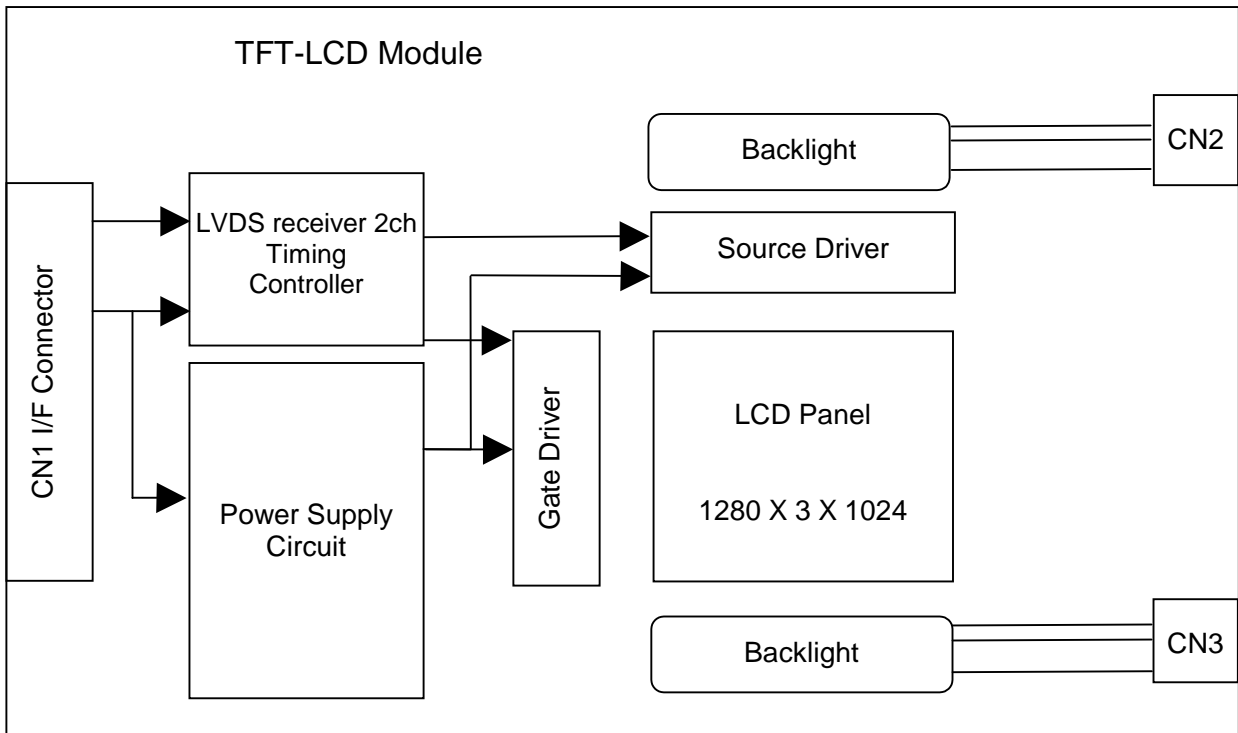 TFT-LCD Module
Backlight
CN2
LVDS receiver 2ch
Timing
Controller
Source Driver
CN1 I/F Connector
Gate Driver
LCD Panel
1280 X 3 X 1024
Power Supply
Circuit
Backlight
CN3